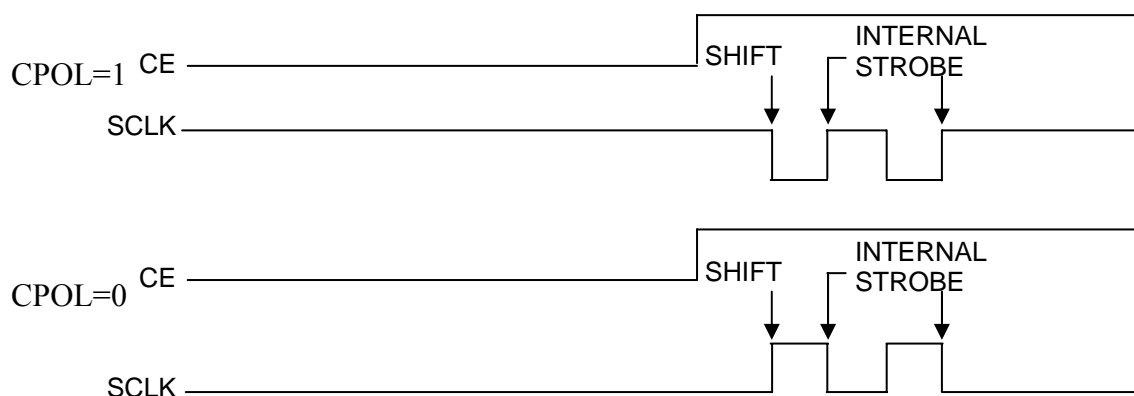 INTERNAL
CPOL=1 CE SHIFT STROBE
SCLK
INTERNAL
CPOL=0 CE SHIFT STROBE
SCLK